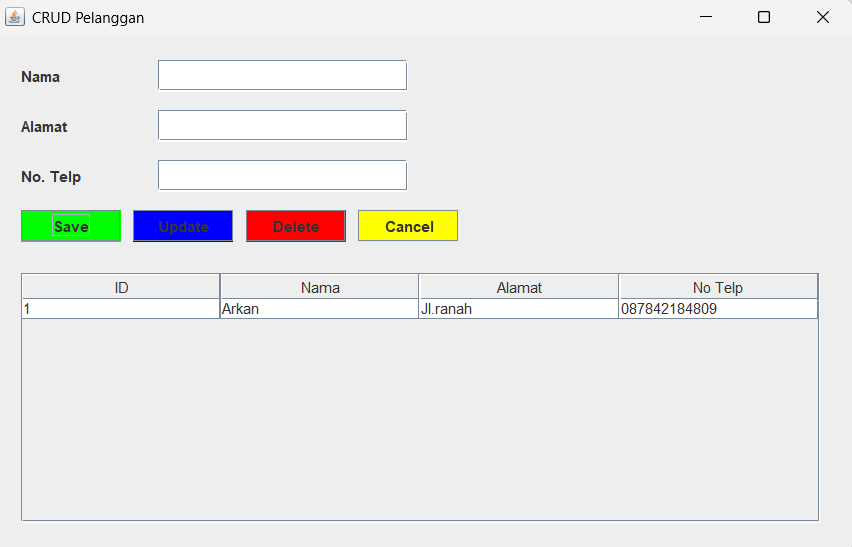 CRUD Pelanggan
Nama
Alamat
No. Telp
Save Update Delete Cancel
ID Nama Alamat No Telp
1 Arkan Jl.ranah 087842184809